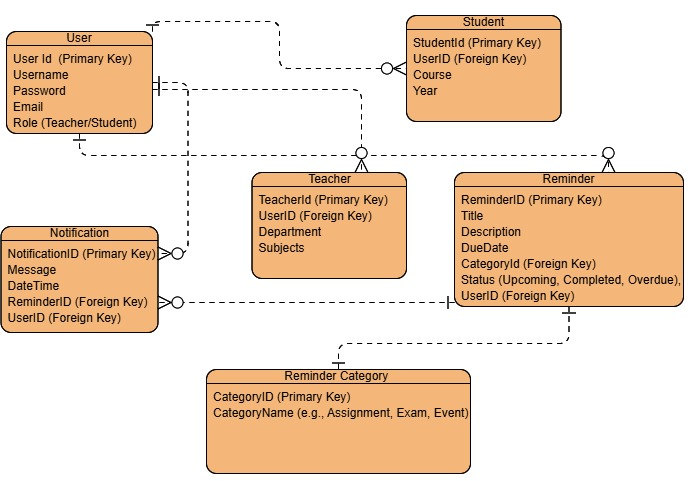 User
User Id  (Primary Key)
Username
Password
Email
Role (Teacher/Student)
Student
StudentId (Primary Key)
UserID (Foreign Key)
Course
Year
Teacher
TeacherId (Primary Key)
UserID (Foreign Key)
Department
Subjects
Reminder
ReminderID (Primary Key)
Title
Description
DueDate
CategoryId (Foreign Key)
Status (Upcoming, Completed, Overdue),
UserID (Foreign Key)
Notification
NotificationID (Primary Key)
Message
DateTime
ReminderID (Foreign Key)
UserID (Foreign Key)
Reminder Category
CategoryID (Primary Key)
CategoryName (e.g., Assignment, Exam, Event)